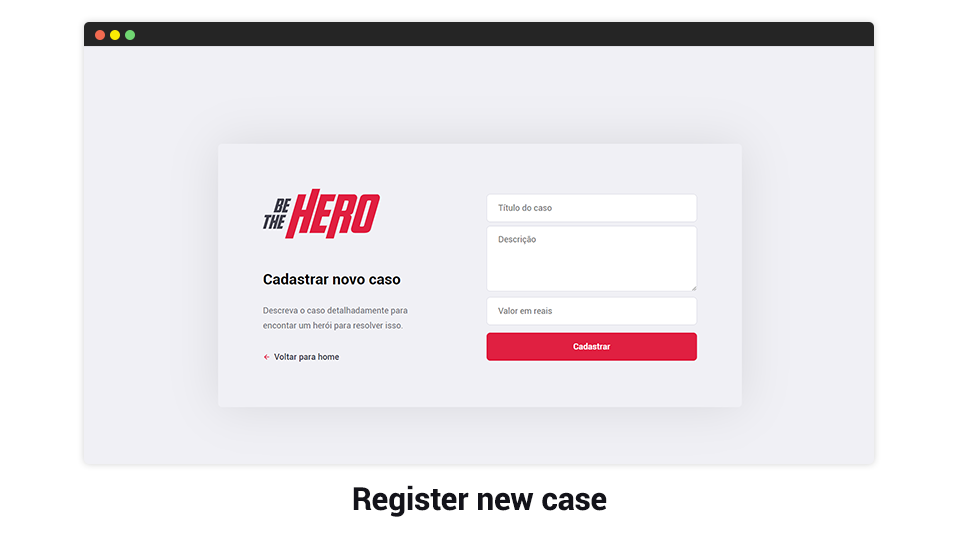 BE
THE HERO
Cadastrar novo caso
Descreva o caso detalhadamente para
encontar um herói para resolver isso.
← Voltar para home
Título do caso
Descrição
Valor em reais
Cadastrar
Register new case